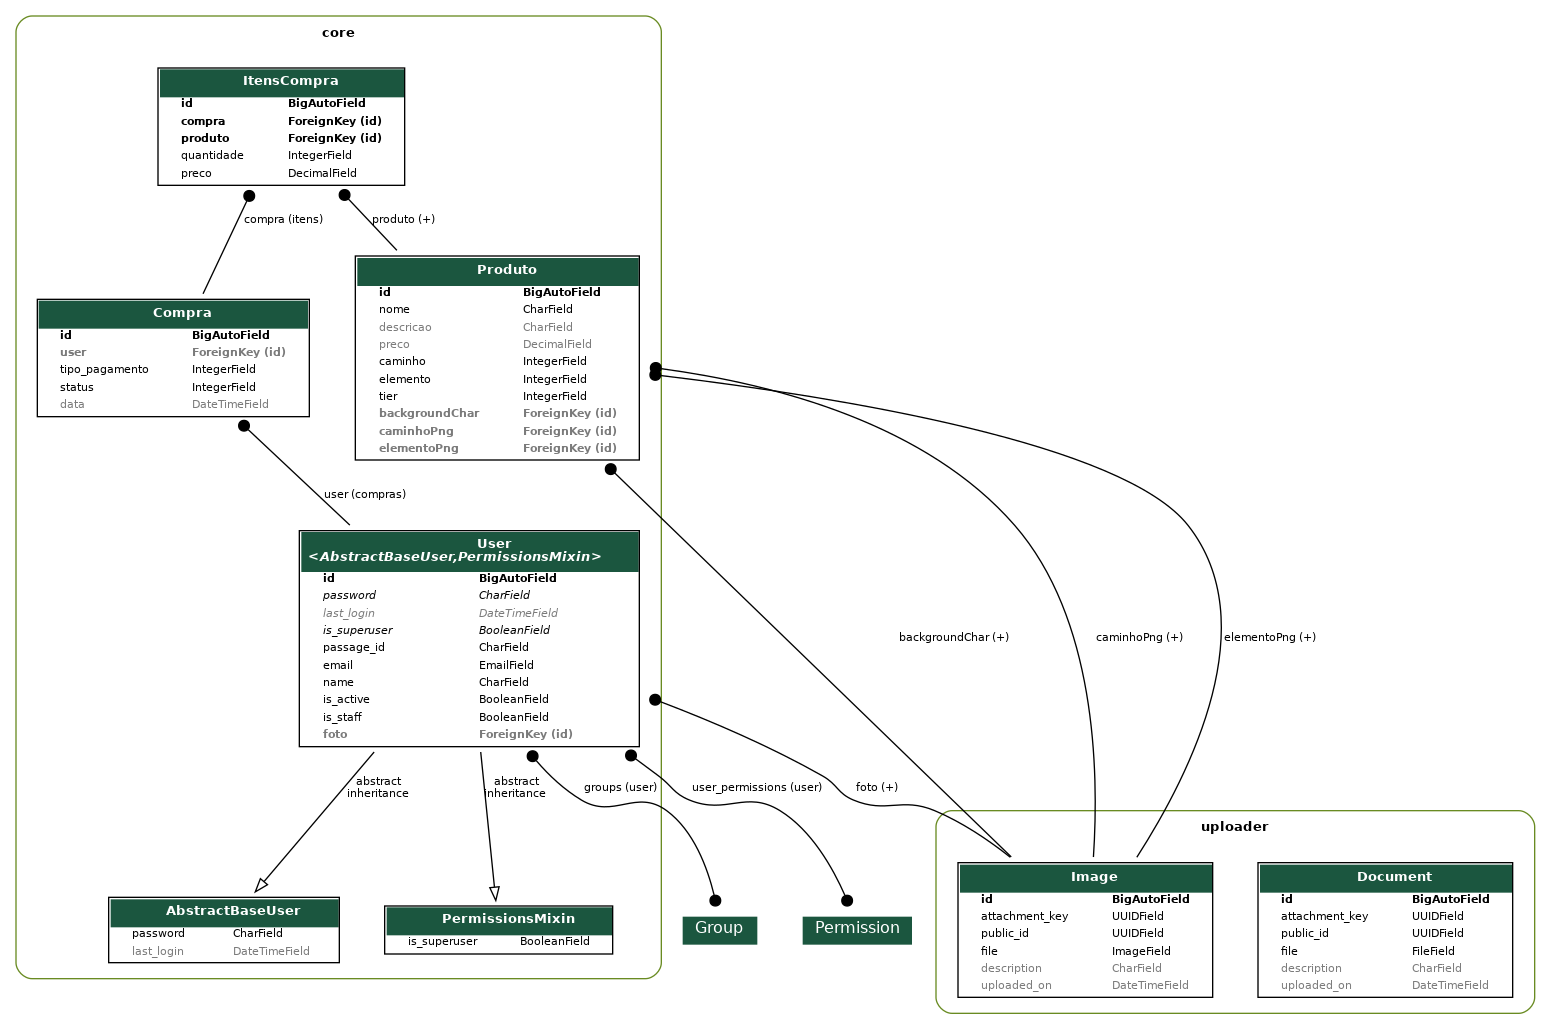 core
ItensCompra
id BigAutoField
compra ForeignKey (id)
produto ForeignKey (id)
quantidade IntegerField
preco DecimalField
compra (itens)
produto (+)
Produto
id BigAutoField
nome CharField
descricao CharField
preco DecimalField
caminho IntegerField
elemento IntegerField
tier IntegerField
backgroundChar ForeignKey (id)
caminhoPng ForeignKey (id)
elementoPng ForeignKey (id)
Compra
id BigAutoField
user ForeignKey (id)
tipo_pagamento IntegerField
status IntegerField
data DateTimeField
user (compras)
User
<AbstractBaseUser,PermissionsMixin>
id BigAutoField
password CharField
last_login DateTimeField
is_superuser BooleanField
passage_id CharField
email EmailField
name CharField
is_active BooleanField
is_staff BooleanField
foto ForeignKey (id)
backgroundChar (+)
caminhoPng (+)
elementoPng (+)
abstract
inheritance
abstract
inheritance
groups (user)
user_permissions (user)
foto (+)
AbstractBaseUser
password CharField
last_login DateTimeField
PermissionsMixin
is_superuser BooleanField
Group
Permission
uploader
Image
id BigAutoField
attachment_key UUIDField
public_id UUIDField
file ImageField
description CharField
uploaded_on DateTimeField
Document
id BigAutoField
attachment_key UUIDField
public_id UUIDField
file FileField
description CharField
uploaded_on DateTimeField